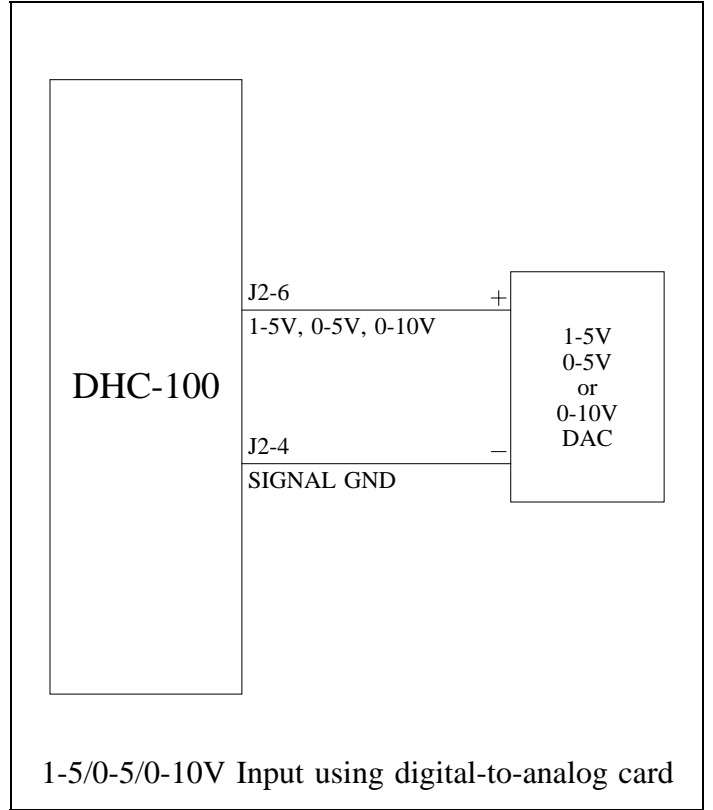 DHC-100
J2-6
+
1-5V, 0-5V, 0-10V
J2-4
−
SIGNAL GND
1-5V
0-5V
or
0-10V
DAC
1-5/0-5/0-10V Input using digital-to-analog card